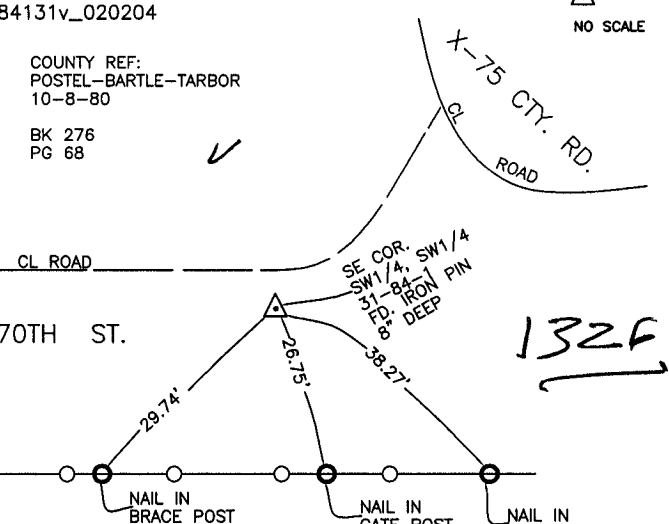 84131v_020204
NO SCALE
COUNTY REF:
POSTEL-BARTLE-TARBOR
10-8-80
BK 276
PG 68
X-75 CTY. RD.
CL
ROAD
CL ROAD
SE COR.
SW1/4, SW1/4
31-84-1
FD. IRON PIN
8" DEEP
70TH ST.
132F
29.74'
26.75'
38.27'
NAIL IN
BRACE POST
NAIL IN
GATE POST
NAIL IN